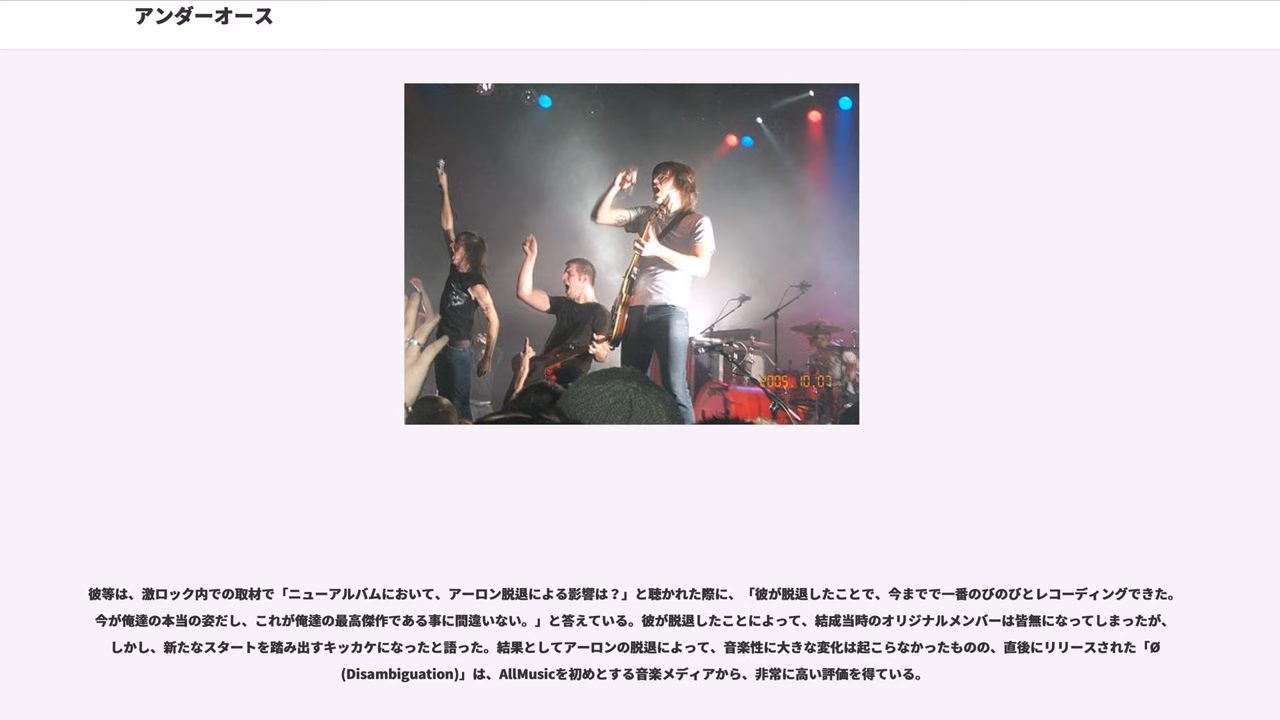 アンダーオース
2005. 10. 07
彼等は、激ロック内での取材で「ニューアルバムにおいて、アーロン脱退による影響は？」と聴かれた際に、「彼が脱退したことで、今までで一番のびのびとレコーディングできた。
今が俺達の本当の姿だし、これが俺達の最高傑作である事に間違いない。」と答えている。彼が脱退したことによって、結成当時のオリジナルメンバーは皆無になってしまったが、
しかし、新たなスタートを踏み出すキッカケになったと語った。結果としてアーロンの脱退によって、音楽性に大きな変化は起こらなかったものの、直後にリリースされた「Ø
(Disambiguation)」は、AllMusicを初めとする音楽メディアから、非常に高い評価を得ている。